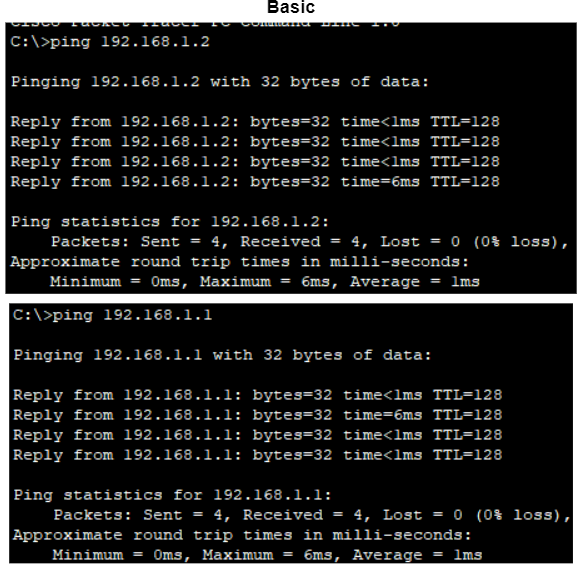 Basic
Cisco Packet Tracer PC Command Line 1.0
C:\>ping 192.168.1.2
Pinging 192.168.1.2 with 32 bytes of data:
Reply from 192.168.1.2: bytes=32 time<1ms TTL=128
Reply from 192.168.1.2: bytes=32 time<1ms TTL=128
Reply from 192.168.1.2: bytes=32 time<1ms TTL=128
Reply from 192.168.1.2: bytes=32 time=6ms TTL=128
Ping statistics for 192.168.1.2:
Packets: Sent = 4, Received = 4, Lost = 0 (0% loss),
Approximate round trip times in milli-seconds:
Minimum = 0ms, Maximum = 6ms, Average = 1ms
C:\>ping 192.168.1.1
Pinging 192.168.1.1 with 32 bytes of data:
Reply from 192.168.1.1: bytes=32 time<1ms TTL=128
Reply from 192.168.1.1: bytes=32 time=6ms TTL=128
Reply from 192.168.1.1: bytes=32 time<1ms TTL=128
Reply from 192.168.1.1: bytes=32 time<1ms TTL=128
Ping statistics for 192.168.1.1:
Packets: Sent = 4, Received = 4, Lost = 0 (0% loss),
Approximate round trip times in milli-seconds:
Minimum = 0ms, Maximum = 6ms, Average = 1ms